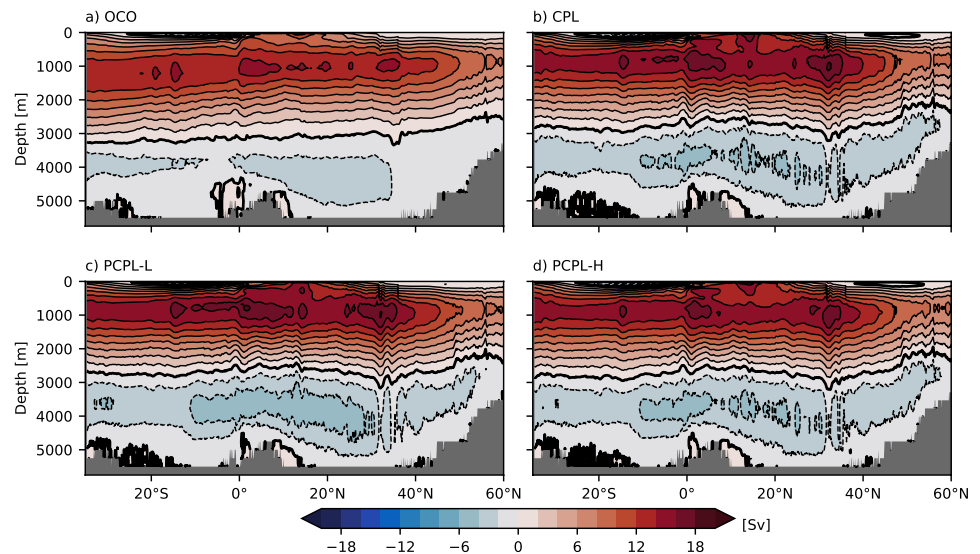 a) OCO
b) CPL
0
1000
2000
3000
4000
5000
Depth [m]
c) PCPL-L
d) PCPL-H
0
1000
2000
3000
4000
5000
Depth [m]
20°S 0° 20°N 40°N 60°N
20°S 0° 20°N 40°N 60°N
−18 −12 −6 0 6 12 18
[Sv]